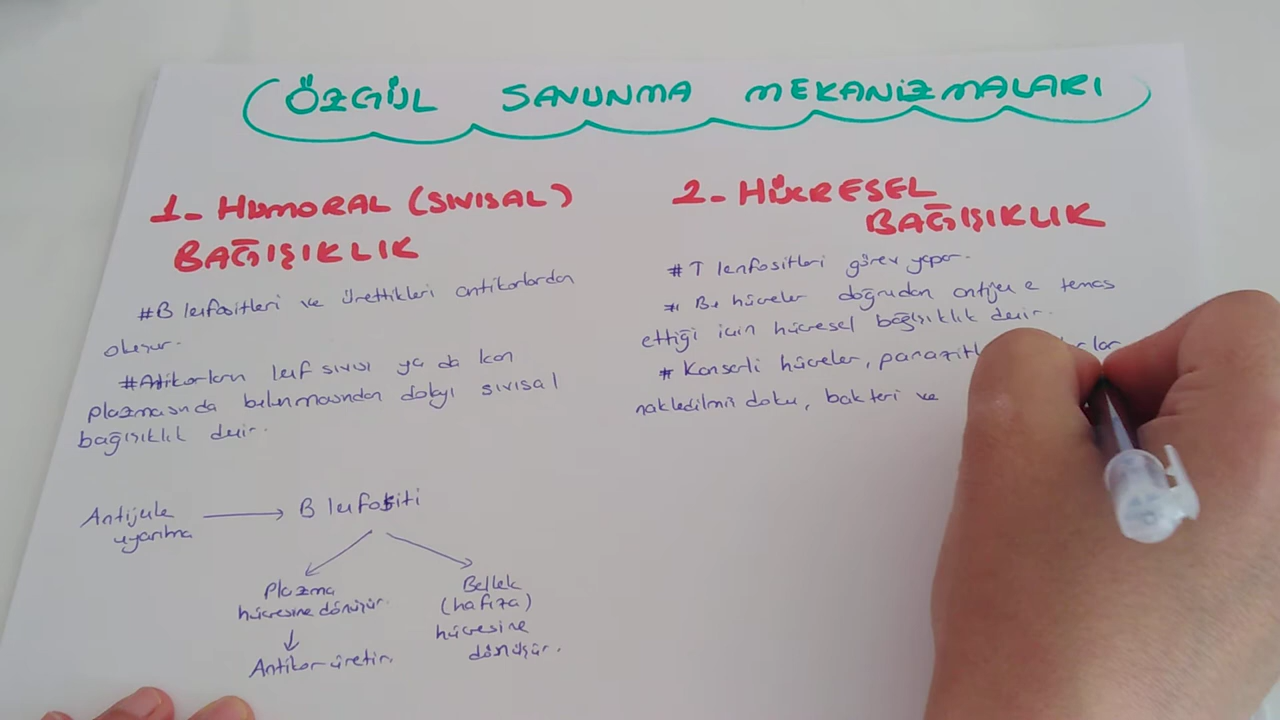 ÖZGÜL SAVUNMA MEKANİZMALARI
1- HUMORAL (SIVISAL)
BAĞIŞIKLIK
#B lenfositleri ve ürettikleri antikorlardan
oluşur.
#Antikorların lenf sıvısı ya da kan
plazmasında bulunmasından dolayı sıvısal
bağışıklık denir.
Antijenle
uyarılma
B lenfositi
Plazma
hücresine dönüşür.
Antikor üretir.
Bellek
(hafıza)
hücresine
dönüşür.
2- HÜCRESEL
BAĞIŞIKLIK
#T lenfositleri görev yapar.
# Bu hücreler doğrudan antijene temas
ettiği için hücresel bağışıklık denir.
# Kanserli hücreler,
nakledilmiş doku, bakteri ve